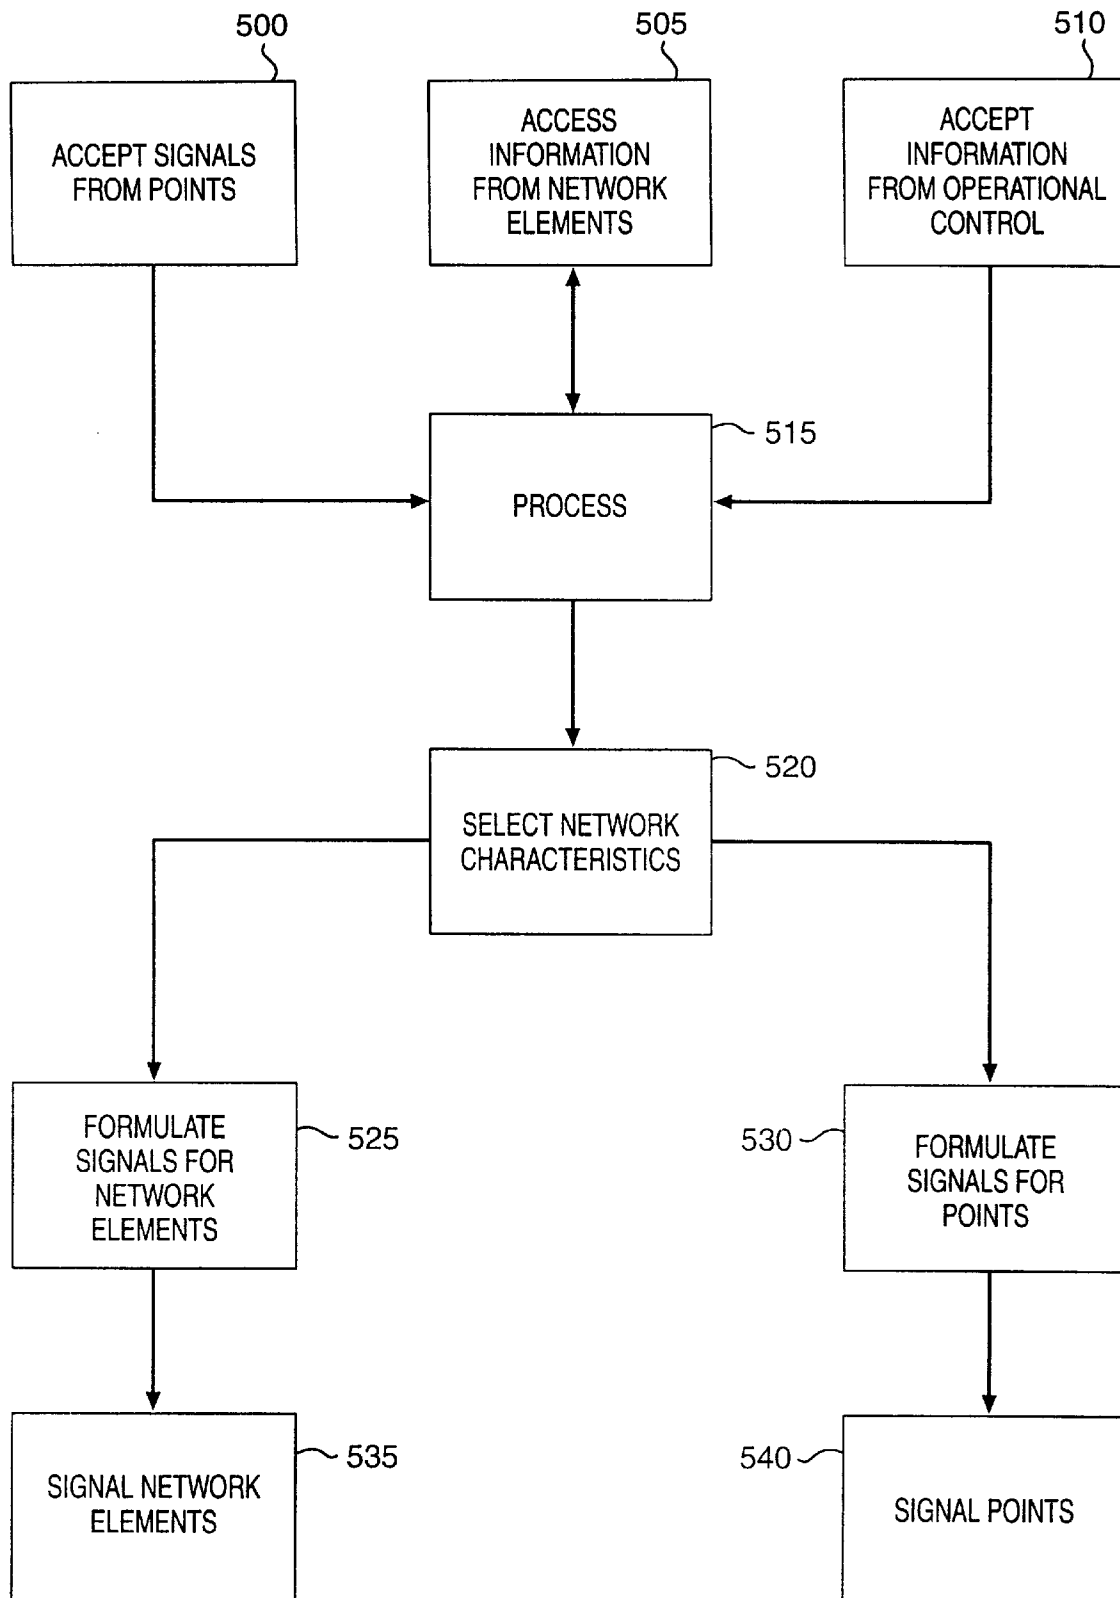 500
505
510
ACCEPT SIGNALS
FROM POINTS
ACCESS
INFORMATION
FROM NETWORK
ELEMENTS
ACCEPT
INFORMATION
FROM OPERATIONAL
CONTROL
515
PROCESS
520
SELECT NETWORK
CHARACTERISTICS
FORMULATE
SIGNALS FOR
NETWORK
ELEMENTS
525
530
FORMULATE
SIGNALS FOR
POINTS
SIGNAL NETWORK
ELEMENTS
535
540
SIGNAL POINTS